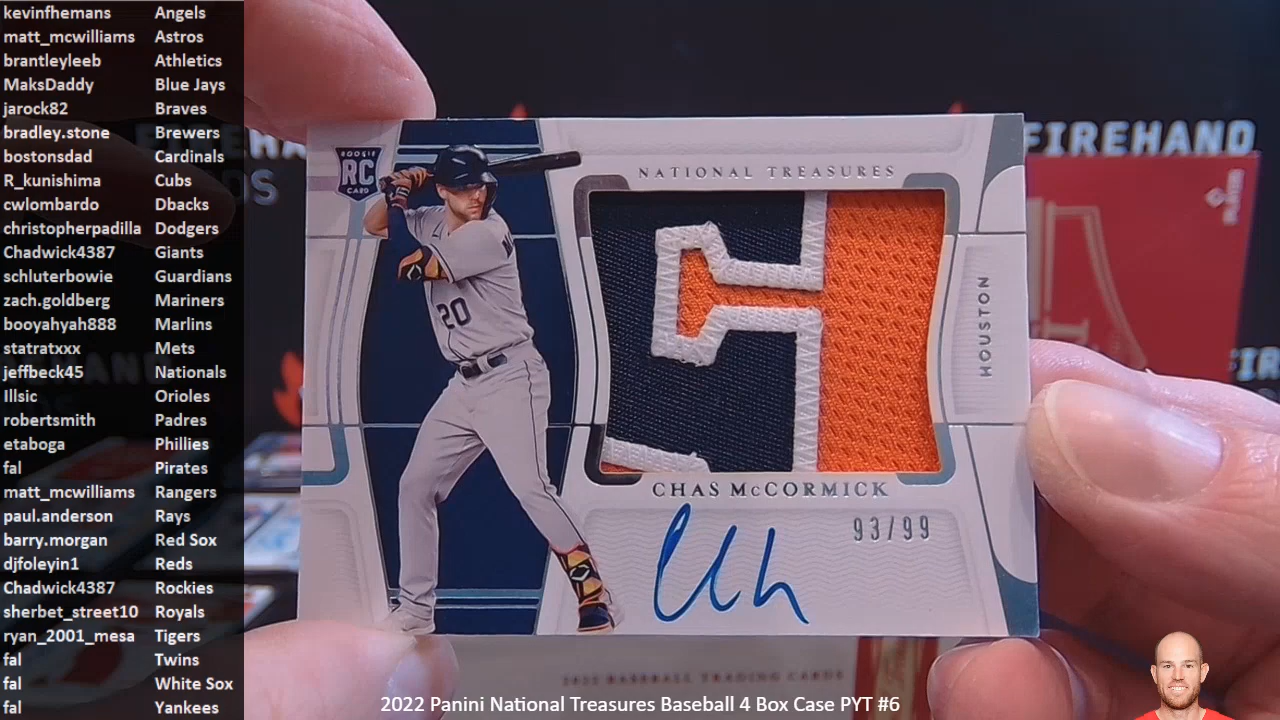 kevinfhemans Angels
matt_mcwilliams Astros
brantleyleeb Athletics
MaksDaddy Blue Jays
jarock82 Braves
bradley.stone Brewers
bostonsdad Cardinals
R_kunishima Cubs
cwlombardo Dbacks
christopherpadilla Dodgers
Chadwick4387 Giants
schluterbowie Guardians
zach.goldberg Mariners
booyahyah888 Marlins
statratxxx Mets
jeffbeck45 Nationals
Illsic Orioles
robertsmith Padres
etaboga Phillies
fal Pirates
matt_mcwilliams Rangers
paul.anderson Rays
barry.morgan Red Sox
djfoleyin1 Reds
Chadwick4387 Rockies
sherbet_street10 Royals
ryan_2001_mesa Tigers
fal Twins
fal White Sox
fal Yankees
FIREHAND
ROOKIE
RC
CARD
NATIONAL TREASURES
20
HOUSTON
CHAS McCORMICK
93/99
2022 BASEBALL TRADING CARDS
2022 Panini National Treasures Baseball 4 Box Case PYT #6